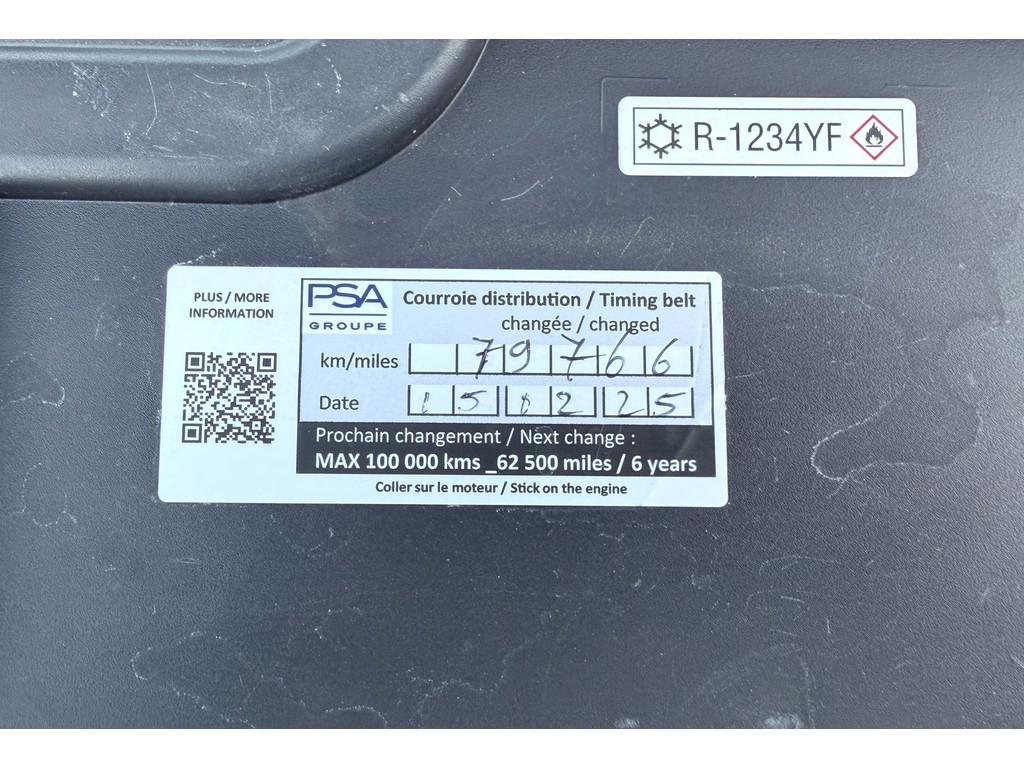 R-1234YF
PLUS / MORE
INFORMATION
PSA
GROUPE
Courroie distribution / Timing belt
changée / changed
km/miles 79766
Date 15 12 25
Prochain changement / Next change :
MAX 100 000 kms _62 500 miles / 6 years
Coller sur le moteur / Stick on the engine